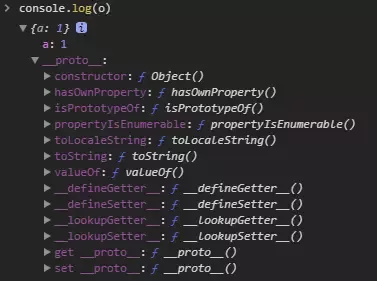 > console.log(o)
▼ {a: 1} i
a: 1
▼ __proto__:
▶ constructor: ƒ Object()
▶ hasOwnProperty: ƒ hasOwnProperty()
▶ isPrototypeOf: ƒ isPrototypeOf()
▶ propertyIsEnumerable: ƒ propertyIsEnumerable()
▶ toLocaleString: ƒ toLocaleString()
▶ toString: ƒ toString()
▶ valueOf: ƒ valueOf()
▶ __defineGetter__: ƒ __defineGetter__()
▶ __defineSetter__: ƒ __defineSetter__()
▶ __lookupGetter__: ƒ __lookupGetter__()
▶ __lookupSetter__: ƒ __lookupSetter__()
▶ get __proto__: ƒ __proto__()
▶ set __proto__: ƒ __proto__()